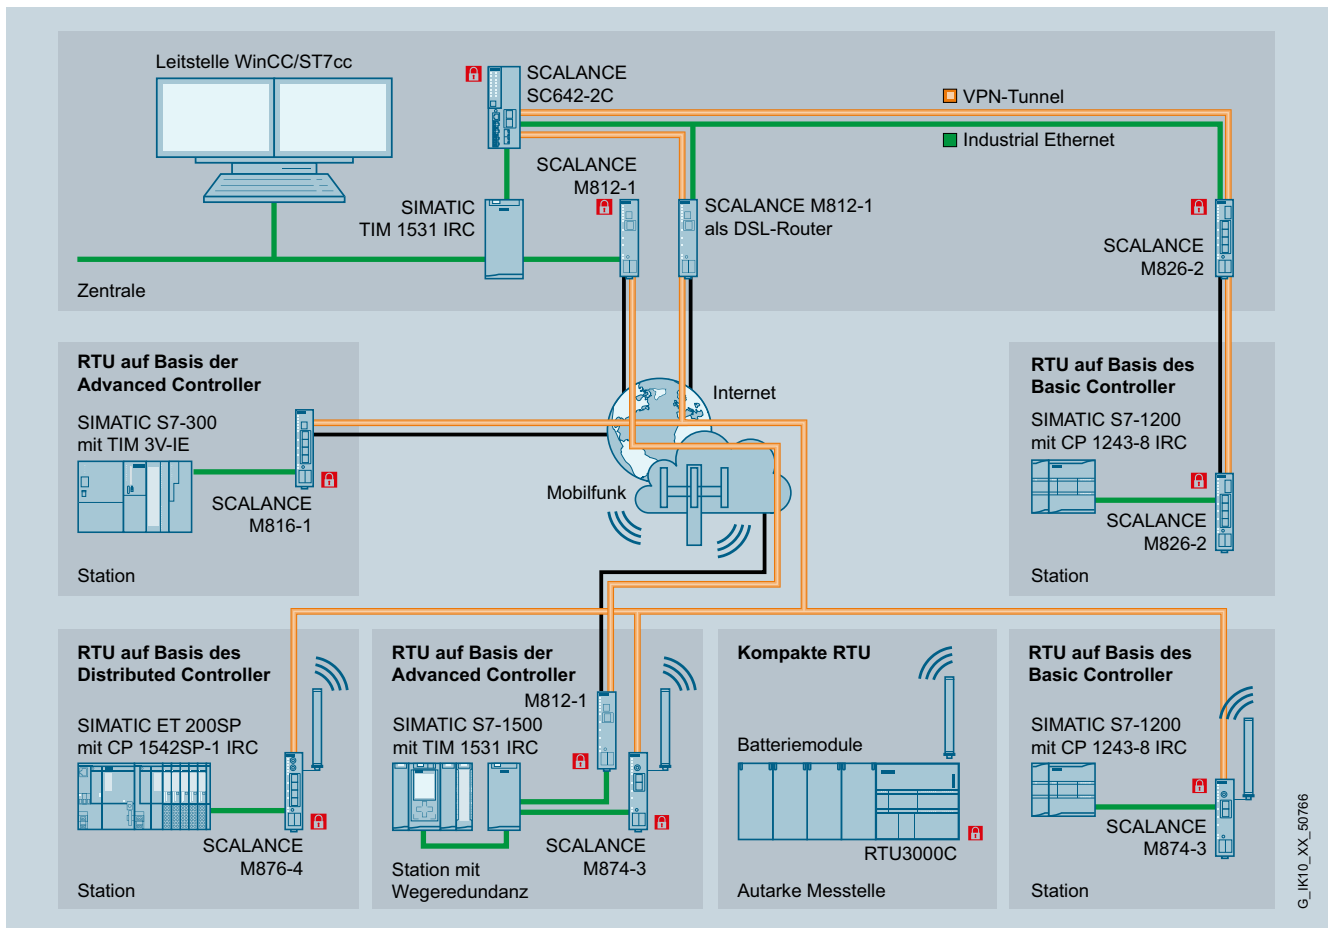 Leitstelle WinCC/ST7cc
SCALANCE
SC642-2C
VPN-Tunnel
Industrial Ethernet
SCALANCE
M812-1
SIMATIC
TIM 1531 IRC
SCALANCE M812-1
als DSL-Router
SCALANCE
M826-2
Zentrale
RTU auf Basis der
Advanced Controller
SIMATIC S7-300
mit TIM 3V-IE
SCALANCE
M816-1
Station
Internet
Mobilfunk
RTU auf Basis des
Basic Controller
SIMATIC S7-1200
mit CP 1243-8 IRC
SCALANCE
M826-2
Station
RTU auf Basis des
Distributed Controller
SIMATIC ET 200SP
mit CP 1542SP-1 IRC
SCALANCE
M876-4
Station
RTU auf Basis der
Advanced Controller
M812-1
SIMATIC S7-1500
mit TIM 1531 IRC
SCALANCE
M874-3
Station mit
Wegeredundanz
Kompakte RTU
Batteriemodule
RTU3000C
Autarke Messtelle
RTU auf Basis des
Basic Controller
SIMATIC S7-1200
mit CP 1243-8 IRC
SCALANCE
M874-3
Station
G_IK10_XX_50766